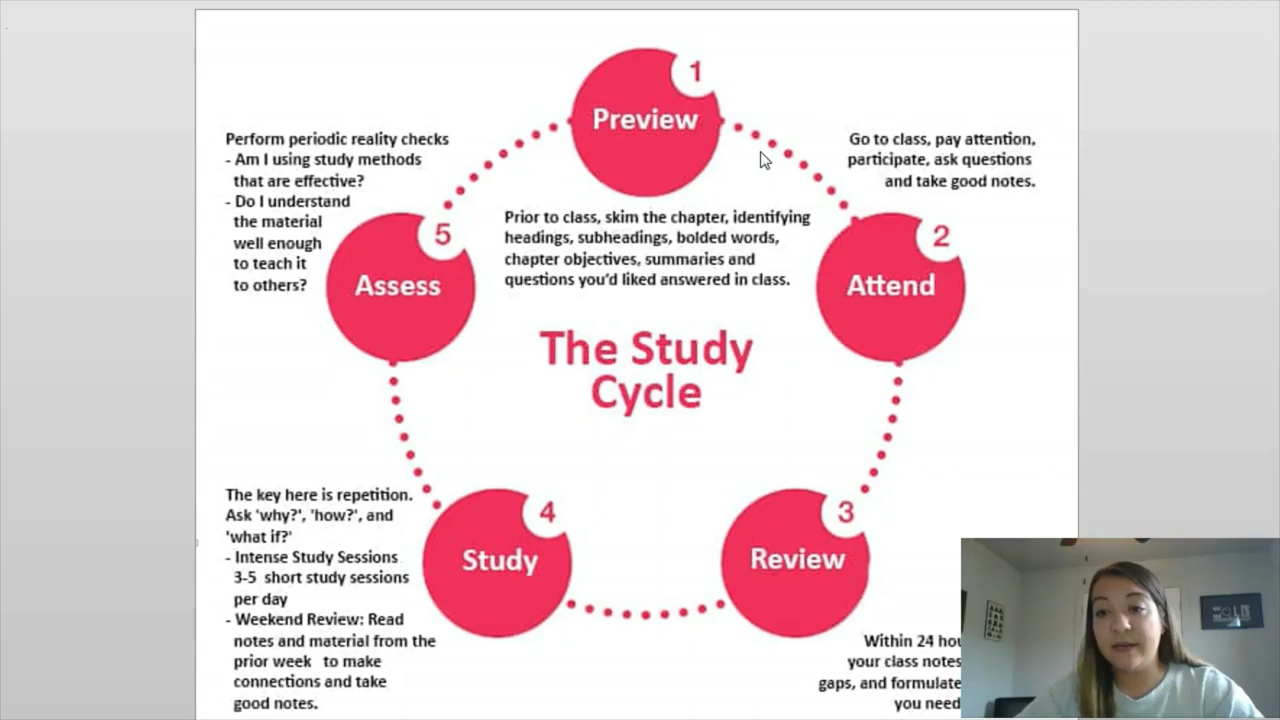 1
Preview
Prior to class, skim the chapter, identifying
headings, subheadings, bolded words,
chapter objectives, summaries and
questions you'd liked answered in class.
Go to class, pay attention,
participate, ask questions
and take good notes.
2
Attend
The Study
Cycle
3
Review
Within 24
your class notes
gaps, and formulate
you need
4
Study
The key here is repetition.
Ask 'why?', 'how?', and
'what if?'
- Intense Study Sessions
3-5 short study sessions
per day
- Weekend Review: Read
notes and material from the
prior week to make
connections and take
good notes.
5
Assess
Perform periodic reality checks
- Am I using study methods
that are effective?
- Do I understand
the material
well enough
to teach it
to others?